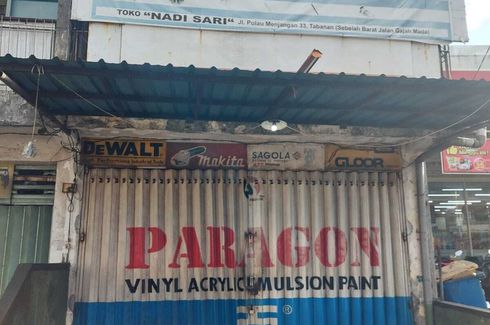 TOKO "NADI SARI" Jl. Pulau Menjangan 33, Tabanan (Sebelah Barat Jalan Gajah Mada)
DEWALT
makita
SAGOLA
GLOOR
PARAGON
VINYL ACRYLIC EMULSION PAINT